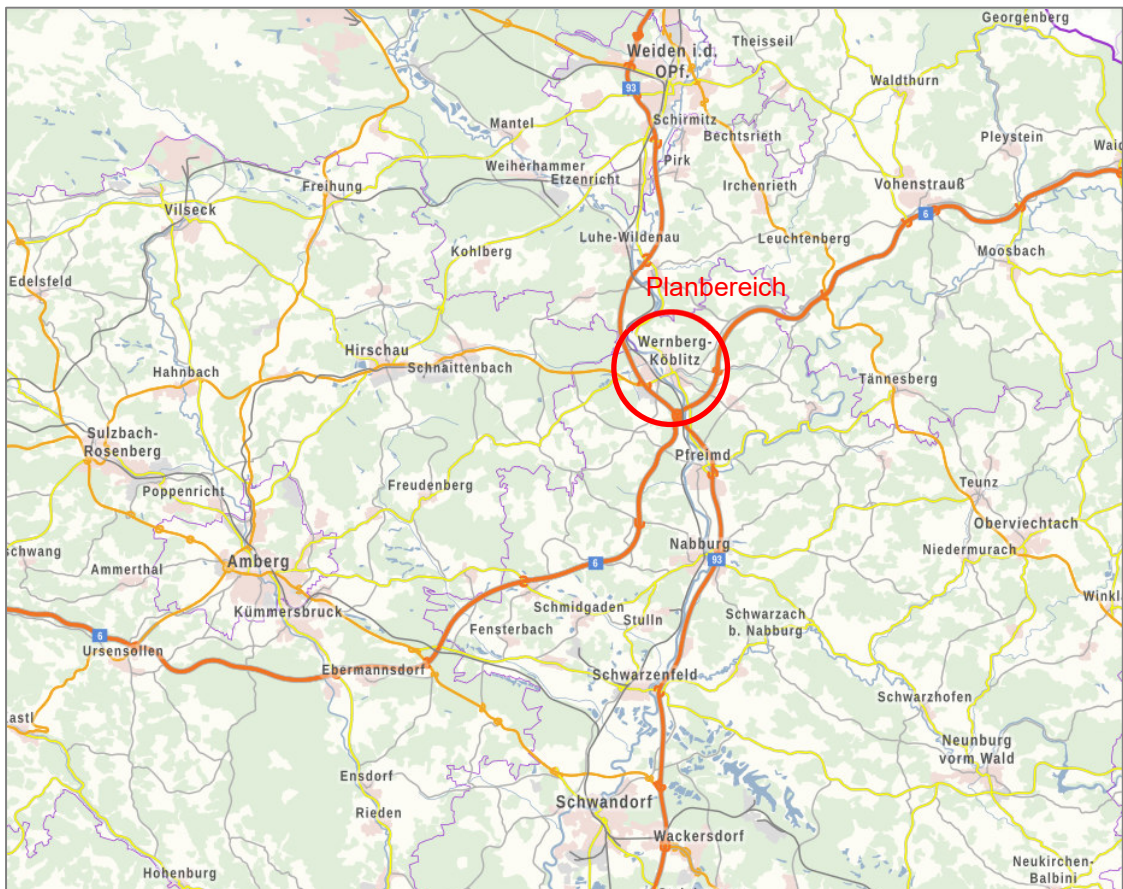 Georgenberg
Theisseil
Weiden i.d.
OPf.
Waldthurn
93
Schirmitz
Mantel
Bechtsrieth
Pleystein
Pirk
Weiherhammer
Etzenricht
Irchenrieth
Vohenstrauß
Freihung
Vilseck
6
Luhe-Wildenau
Leuchtenberg
Kohlberg
Moosbach
Edelsfeld
Planbereich
Wernberg-
Köblitz
Hirschau
Schnaittenbach
Hahnbach
Tännesberg
Sulzbach-
Rosenberg
Pfreimd
Poppenricht
Freudenberg
Teunz
Oberviechtach
schwang
Nabburg
Niedermurach
Amberg
93
6
Ammerthal
Winkla
Schmidgaden
Kümmersbruck
Stulln
Schwarzach
b. Nabburg
Fensterbach
6
Ursensollen
Ebermannsdorf
Schwarzenfeld
Schwarzhofen
Neunburg
vorm Wald
Ensdorf
Schwandorf
Rieden
Wackersdorf
Hohenburg
Neukirchen-
Balbini